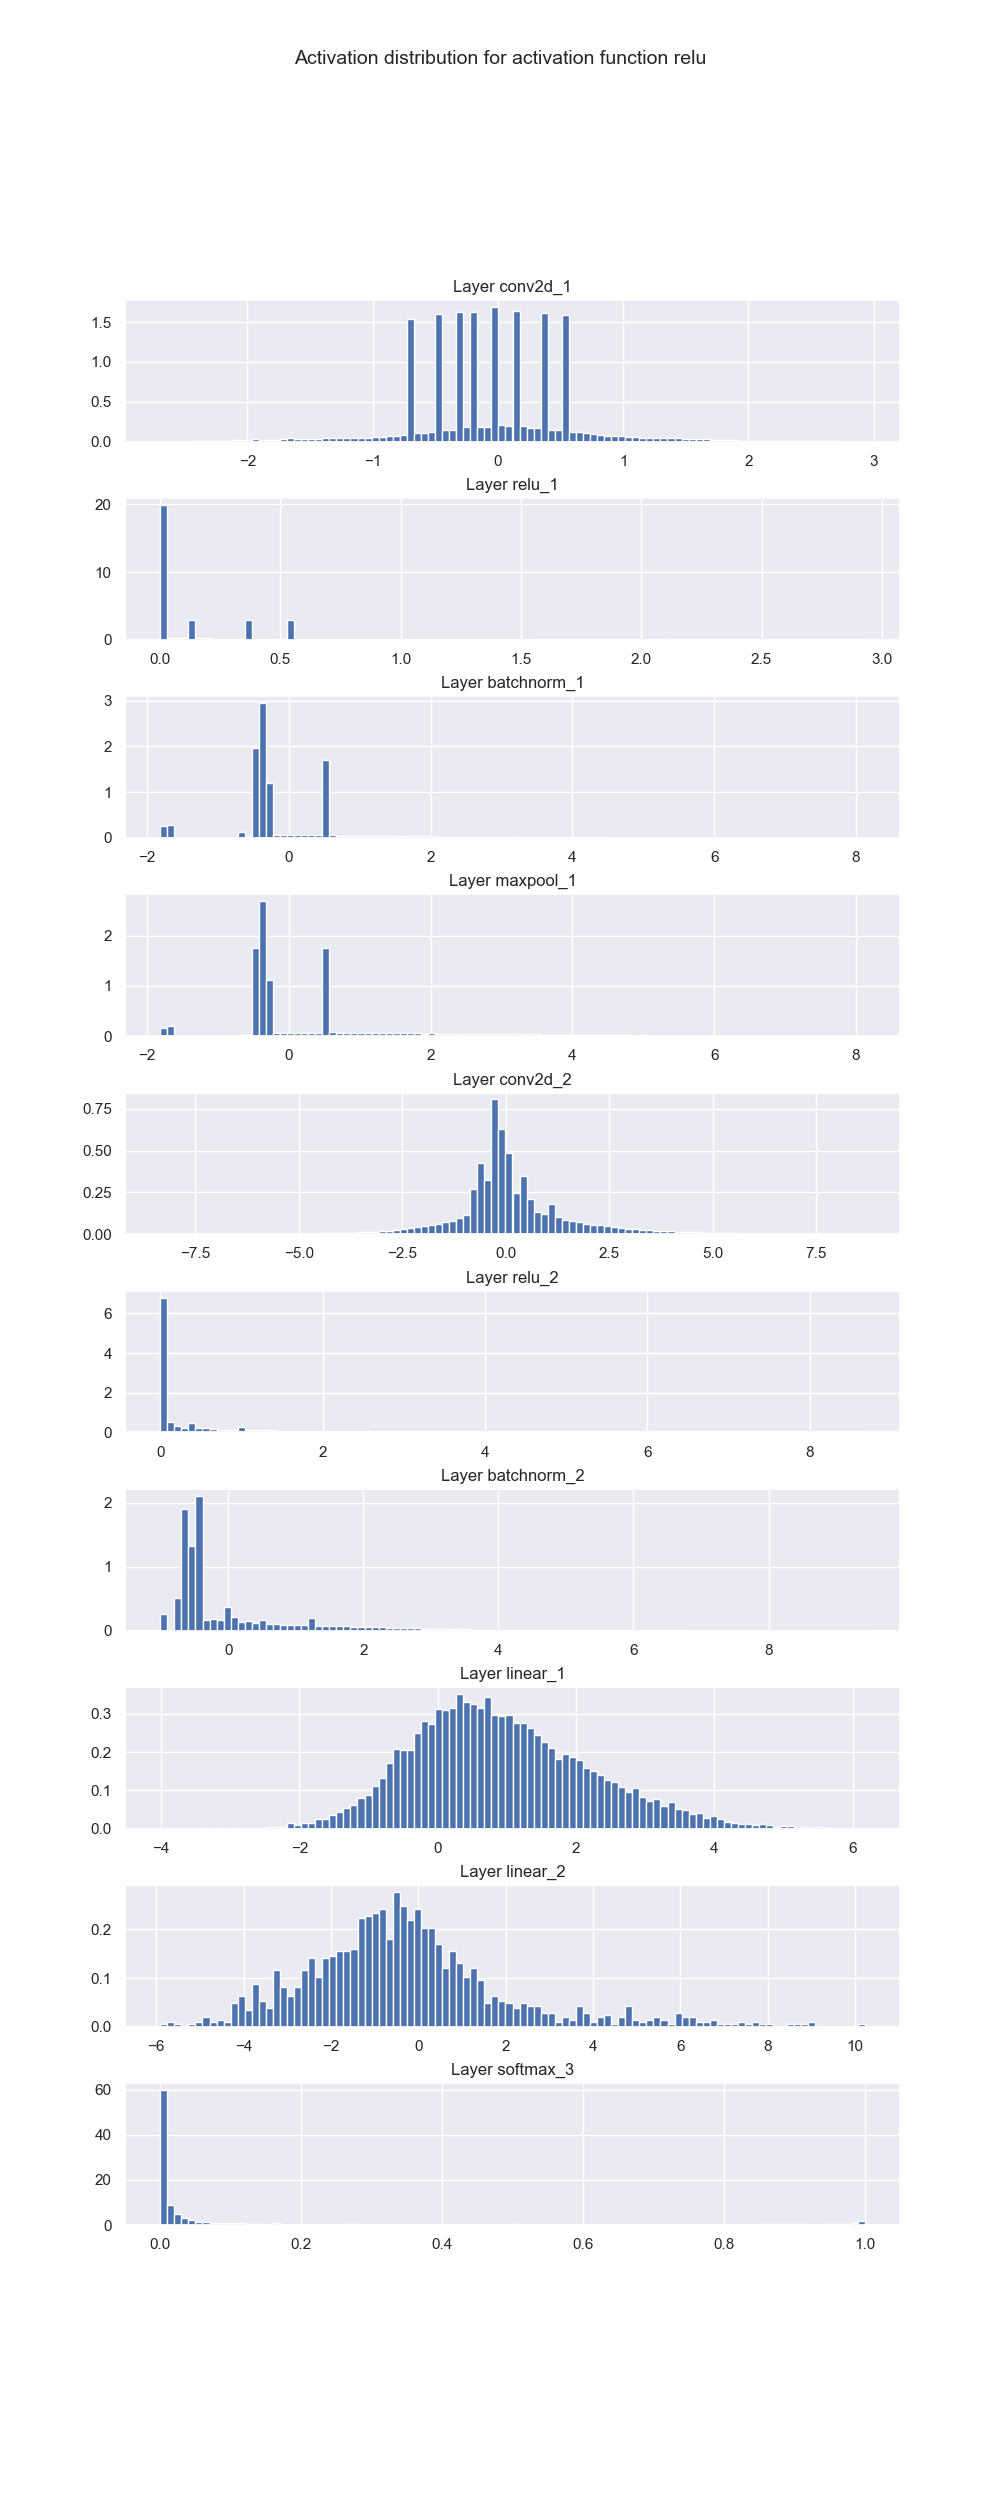 Activation distribution for activation function relu
Layer conv2d_1
1.5
1.0
0.5
0.0
−2 −1 0 1 2 3
Layer relu_1
20
10
0
0.0 0.5 1.0 1.5 2.0 2.5 3.0
Layer batchnorm_1
3
2
1
0
−2 0 2 4 6 8
Layer maxpool_1
2
1
0
−2 0 2 4 6 8
Layer conv2d_2
0.75
0.50
0.25
0.00
−7.5 −5.0 −2.5 0.0 2.5 5.0 7.5
Layer relu_2
6
4
2
0
0 2 4 6 8
Layer batchnorm_2
2
1
0
0 2 4 6 8
Layer linear_1
0.3
0.2
0.1
0.0
−4 −2 0 2 4 6
Layer linear_2
0.2
0.1
0.0
−6 −4 −2 0 2 4 6 8 10
Layer softmax_3
60
40
20
0
0.0 0.2 0.4 0.6 0.8 1.0